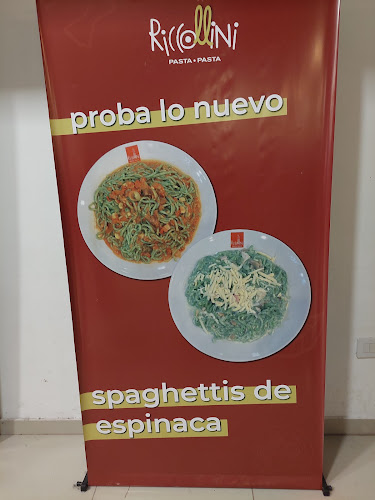 Riccollini
PASTA • PASTA
proba lo nuevo
spaghettis de
espinaca